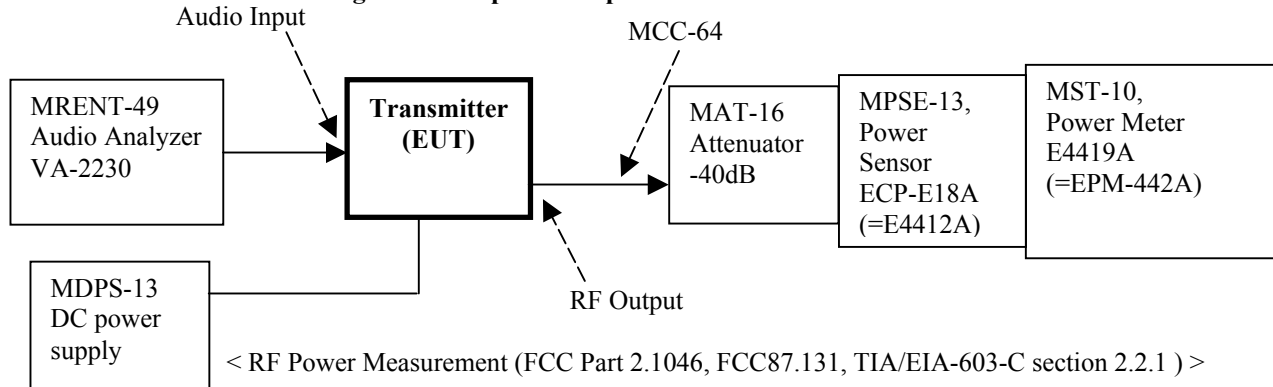 Audio Input
MCC-64
MRENT-49
Audio Analyzer
VA-2230
Transmitter
(EUT)
MAT-16
Attenuator
-40dB
MPSE-13,
Power
Sensor
ECP-E18A
(=E4412A)
MST-10,
Power Meter
E4419A
(=EPM-442A)
MDPS-13
DC power
supply
RF Output
< RF Power Measurement (FCC Part 2.1046, FCC87.131, TIA/EIA-603-C section 2.2.1 ) >